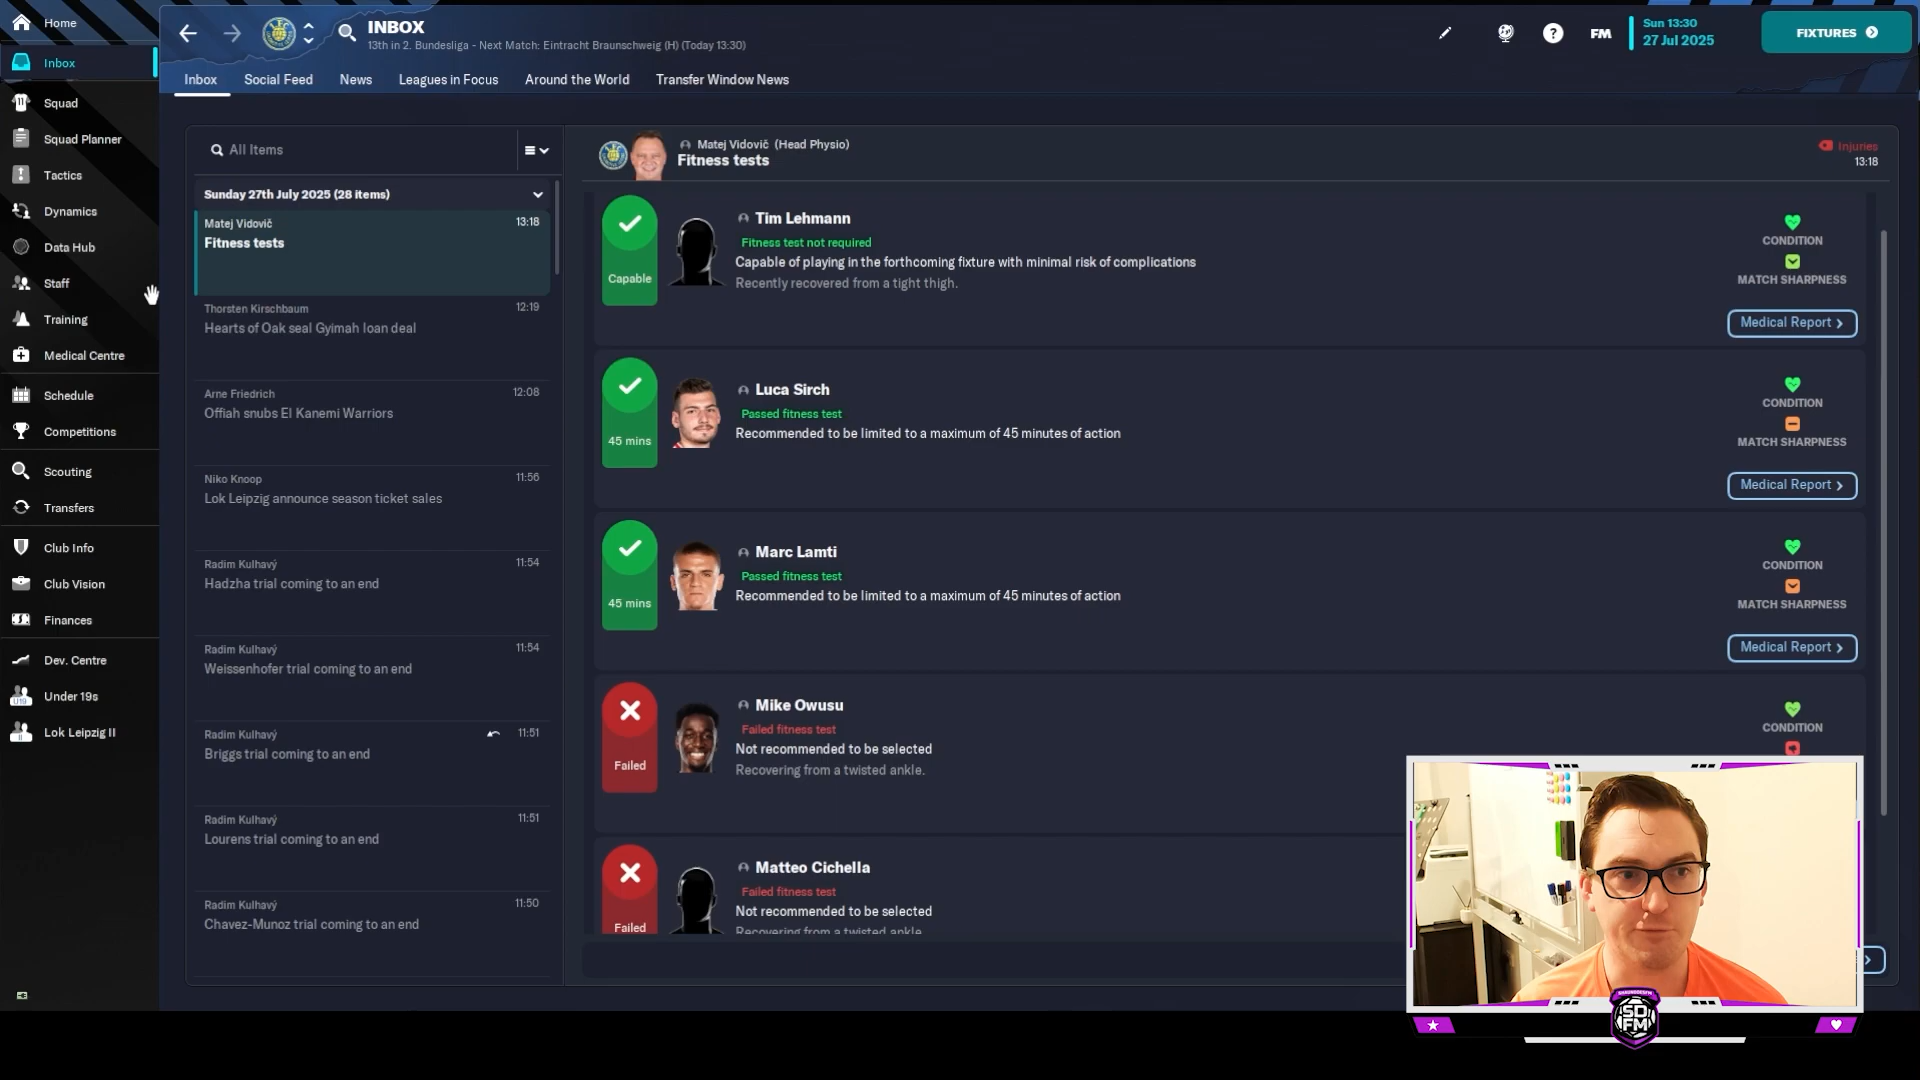 Home
Inbox
Squad
Squad Planner
Tactics
Dynamics
Data Hub
Staff
Training
Medical Centre
Schedule
Competitions
Scouting
Transfers
Club Info
Club Vision
Finances
Dev. Centre
Under 19s
Lok Leipzig II
INBOX
13th in 2. Bundesliga - Next Match: Eintracht Braunschweig (H) (Today 13:30)
FM
Sun 13:30
27 Jul 2025
FIXTURES
Inbox Social Feed News Leagues in Focus Around the World Transfer Window News
All Items
Sunday 27th July 2025 (28 items)
Matej Vidovič 13:18
Fitness tests
Thorsten Kirschbaum 12:19
Hearts of Oak seal Gyimah loan deal
Arne Friedrich 12:08
Offiah snubs El Kanemi Warriors
Niko Knoop 11:56
Lok Leipzig announce season ticket sales
Radim Kulhavý 11:54
Hadzha trial coming to an end
Radim Kulhavý 11:54
Weissenhofer trial coming to an end
Radim Kulhavý 11:51
Briggs trial coming to an end
Radim Kulhavý 11:51
Lourens trial coming to an end
Radim Kulhavý 11:50
Chavez-Munoz trial coming to an end
Matej Vidovič (Head Physio)
Fitness tests
Injuries
13:18
Capable
Tim Lehmann
Fitness test not required
Capable of playing in the forthcoming fixture with minimal risk of complications
Recently recovered from a tight thigh.
CONDITION
MATCH SHARPNESS
Medical Report
45 mins
Luca Sirch
Passed fitness test
Recommended to be limited to a maximum of 45 minutes of action
CONDITION
MATCH SHARPNESS
Medical Report
45 mins
Marc Lamti
Passed fitness test
Recommended to be limited to a maximum of 45 minutes of action
CONDITION
MATCH SHARPNESS
Medical Report
Failed
Mike Owusu
Failed fitness test
Not recommended to be selected
Recovering from a twisted ankle.
CONDITION
Failed
Matteo Cichella
Failed fitness test
Not recommended to be selected
Recovering from a twisted ankle
SD
FM